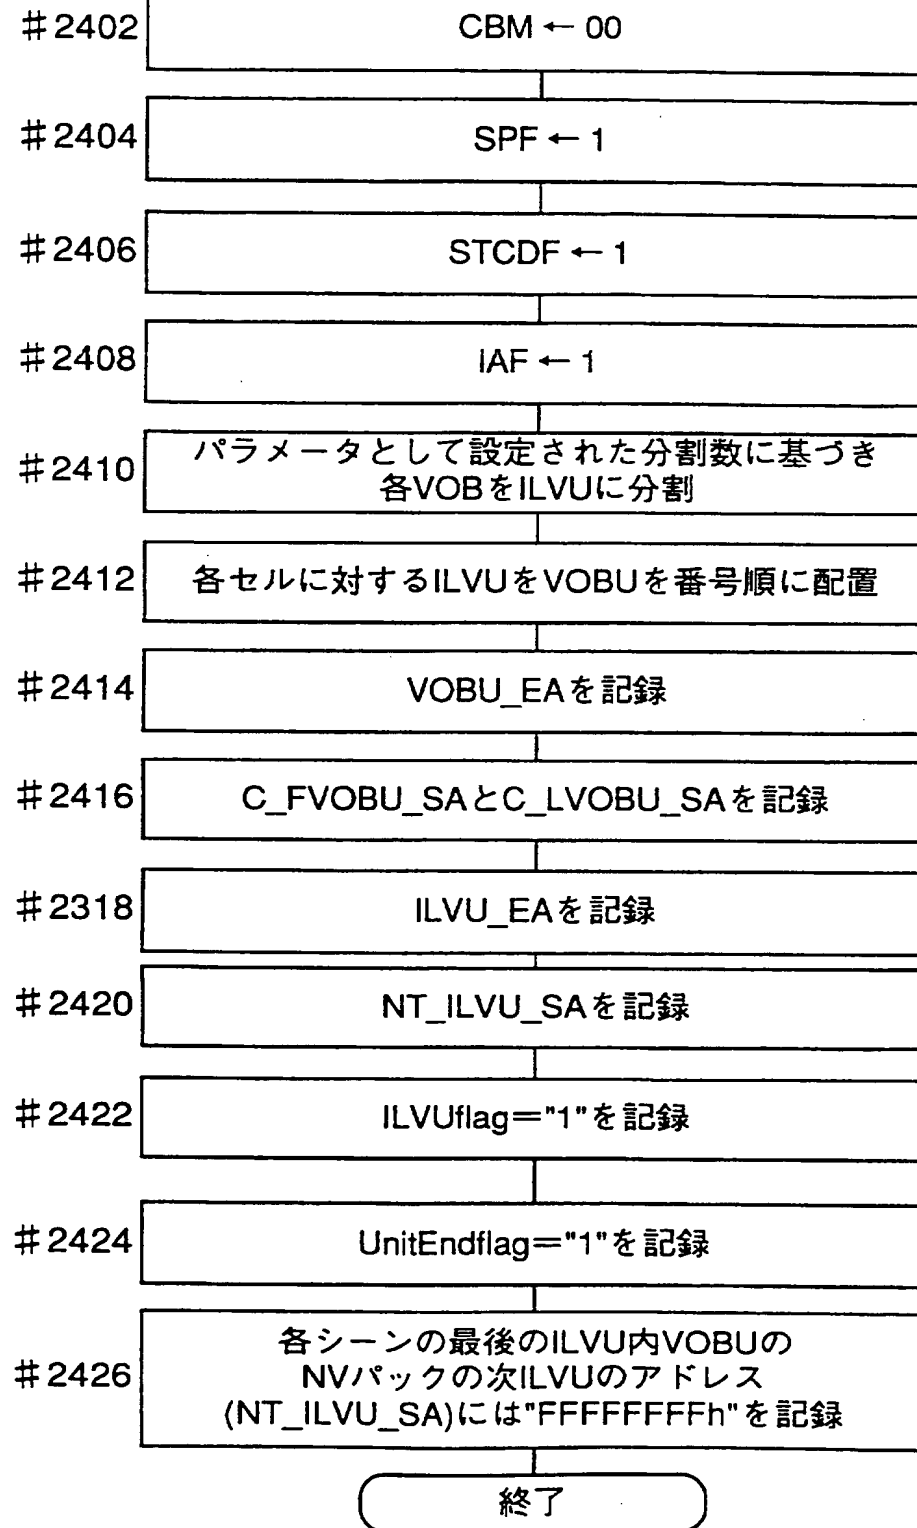 #2402 CBM ← 00
#2404 SPF ← 1
#2406 STCDF ← 1
#2408 IAF ← 1
#2410 パラメータとして設定された分割数に基づき
各VOBをILVUに分割
#2412 各セルに対するILVUをVOBUを番号順に配置
#2414 VOBU_EAを記録
#2416 C_FVOBU_SAとC_LVOBU_SAを記録
#2318 ILVU_EAを記録
#2420 NT_ILVU_SAを記録
#2422 ILVUflag="1"を記録
#2424 UnitEndflag="1"を記録
#2426 各シーンの最後のILVU内VOBUの
NVパックの次ILVUのアドレス
(NT_ILVU_SA)には"FFFFFFFFh"を記録
終了